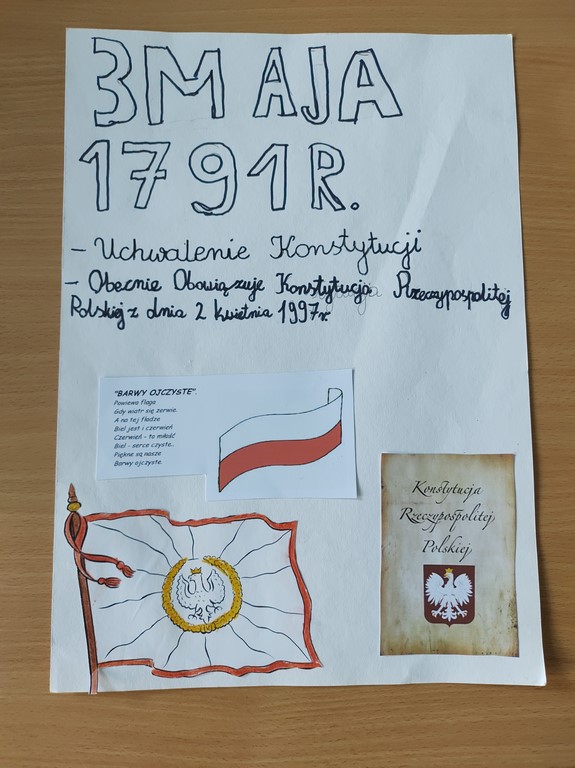 3 MAJA
1791 R.
- Uchwalenie Konstytucji
- Obecnie Obowiązuje Konstytucja Rzeczypospolitej
Polskiej z dnia 2 kwietnia 1997r.
"BARWY OJCZYSTE".
Powiewa flaga
Gdy wiatr się zerwie.
A na tej fladze
Biel jest i czerwień
Czerwień - to miłość
Biel - serce czyste..
Piękne są nasze
Barwy ojczyste.
Konstytucja
Rzeczypospolitej
Polskiej